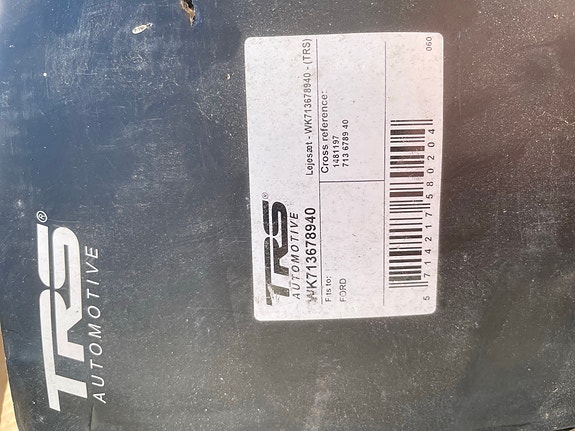 TRS®
AUTOMOTIVE
TRS®
AUTOMOTIVE
WK713678940
Lejesæt - WK713678940 - (TRS)
Fits to:
FORD
Cross reference:
1481197
713 6789 40
5 714217 580204
060